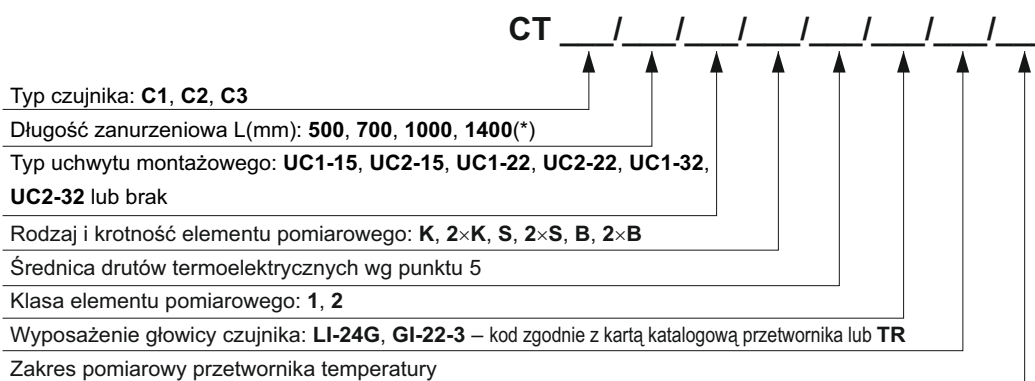 CT ___/___/___/___/___/___/___/___
Typ czujnika: C1, C2, C3
Długość zanurzeniowa L(mm): 500, 700, 1000, 1400(*)
Typ uchwytu montażowego: UC1-15, UC2-15, UC1-22, UC2-22, UC1-32,
UC2-32 lub brak
Rodzaj i krotność elementu pomiarowego: K, 2×K, S, 2×S, B, 2×B
Średnica drutów termoelektrycznych wg punktu 5
Klasa elementu pomiarowego: 1, 2
Wyposażenie głowicy czujnika: LI-24G, GI-22-3 – kod zgodnie z kartą katalogową przetwornika lub TR
Zakres pomiarowy przetwornika temperatury